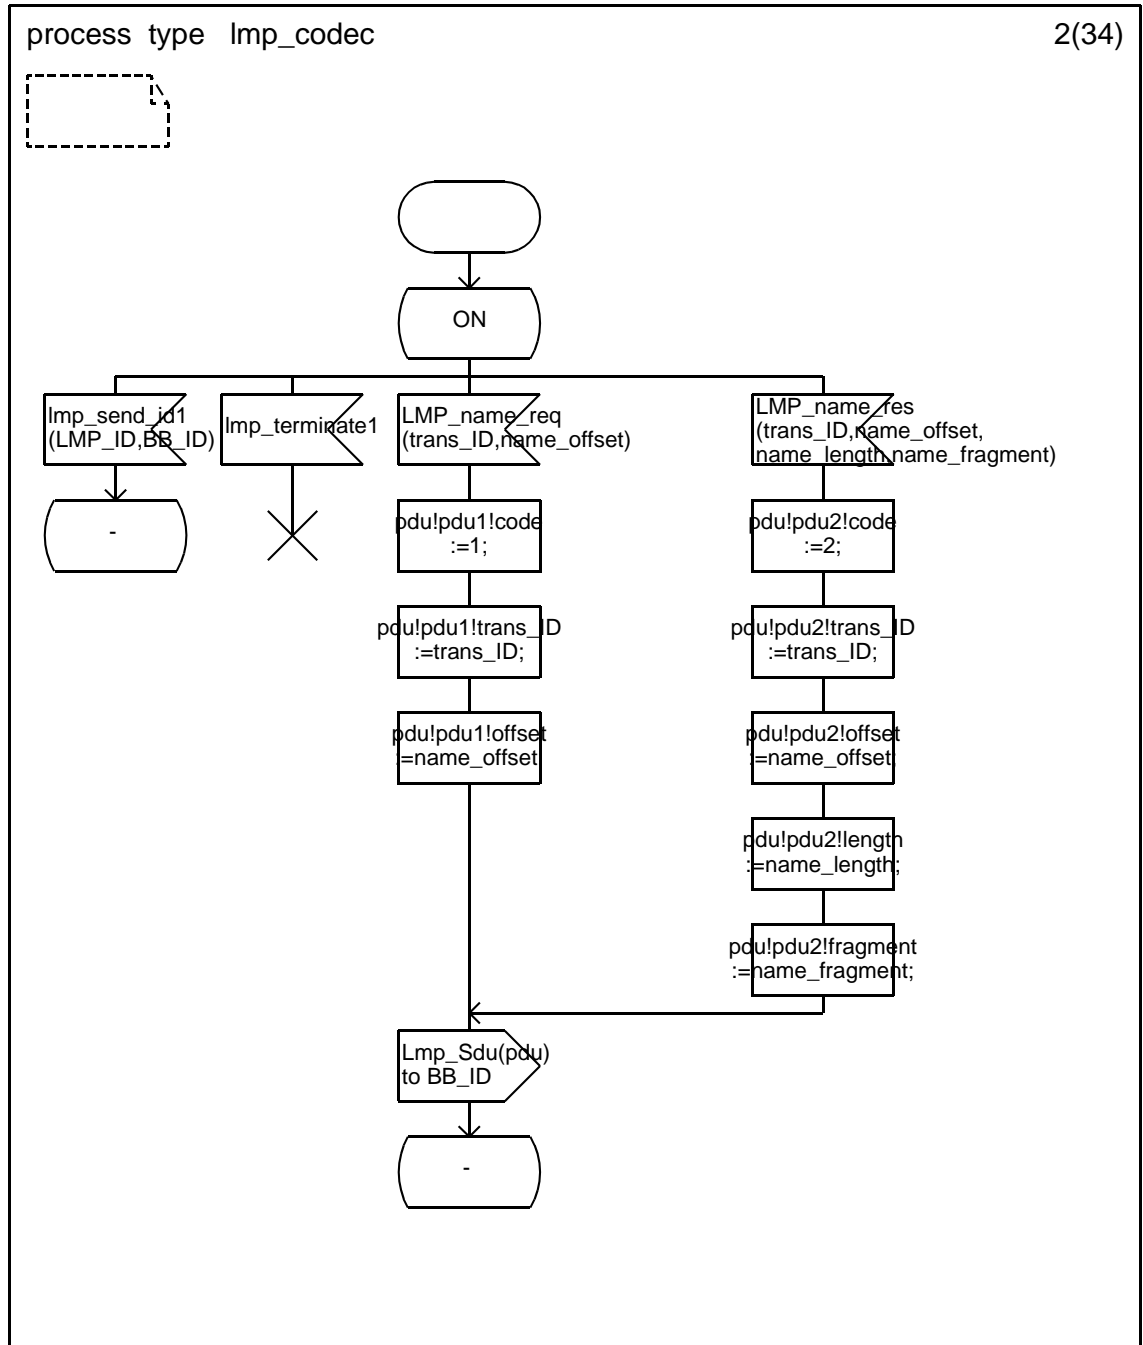 process type lmp_codec
2(34)
ON
lmp_send_id1
(LMP_ID,BB_ID)
lmp_terminate1
LMP_name_req
(trans_ID,name_offset)
LMP_name_res
(trans_ID,name_offset,
name_length,name_fragment)
-
pdu!pdu1!code
:=1;
pdu!pdu2!code
:=2;
pdu!pdu1!trans_ID
:=trans_ID;
pdu!pdu2!trans_ID
:=trans_ID;
pdu!pdu1!offset
:=name_offset;
pdu!pdu2!offset
:=name_offset;
pdu!pdu2!length
:=name_length;
pdu!pdu2!fragment
:=name_fragment;
Lmp_Sdu(pdu)
to BB_ID
-